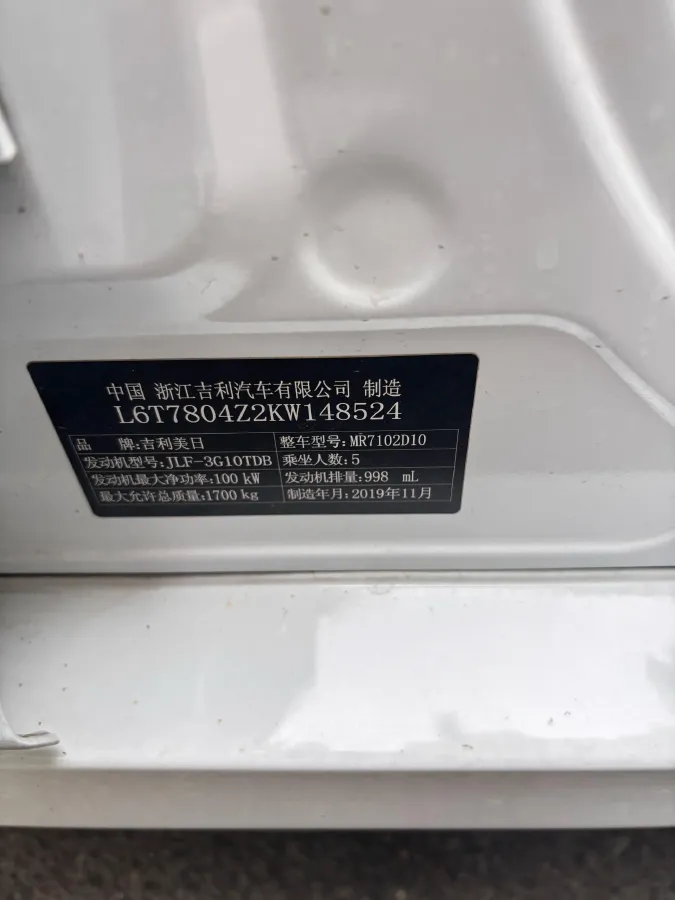 中国 浙江吉利汽车有限公司 制造
L6T7804Z2KW148524
品 牌:吉利美日 整车型号:MR7102D10
发动机型号:JLF-3G10TDB 乘坐人数:5
发动机最大净功率:100 kW 发动机排量:998 mL
最大允许总质量:1700 kg 制造年月:2019年11月